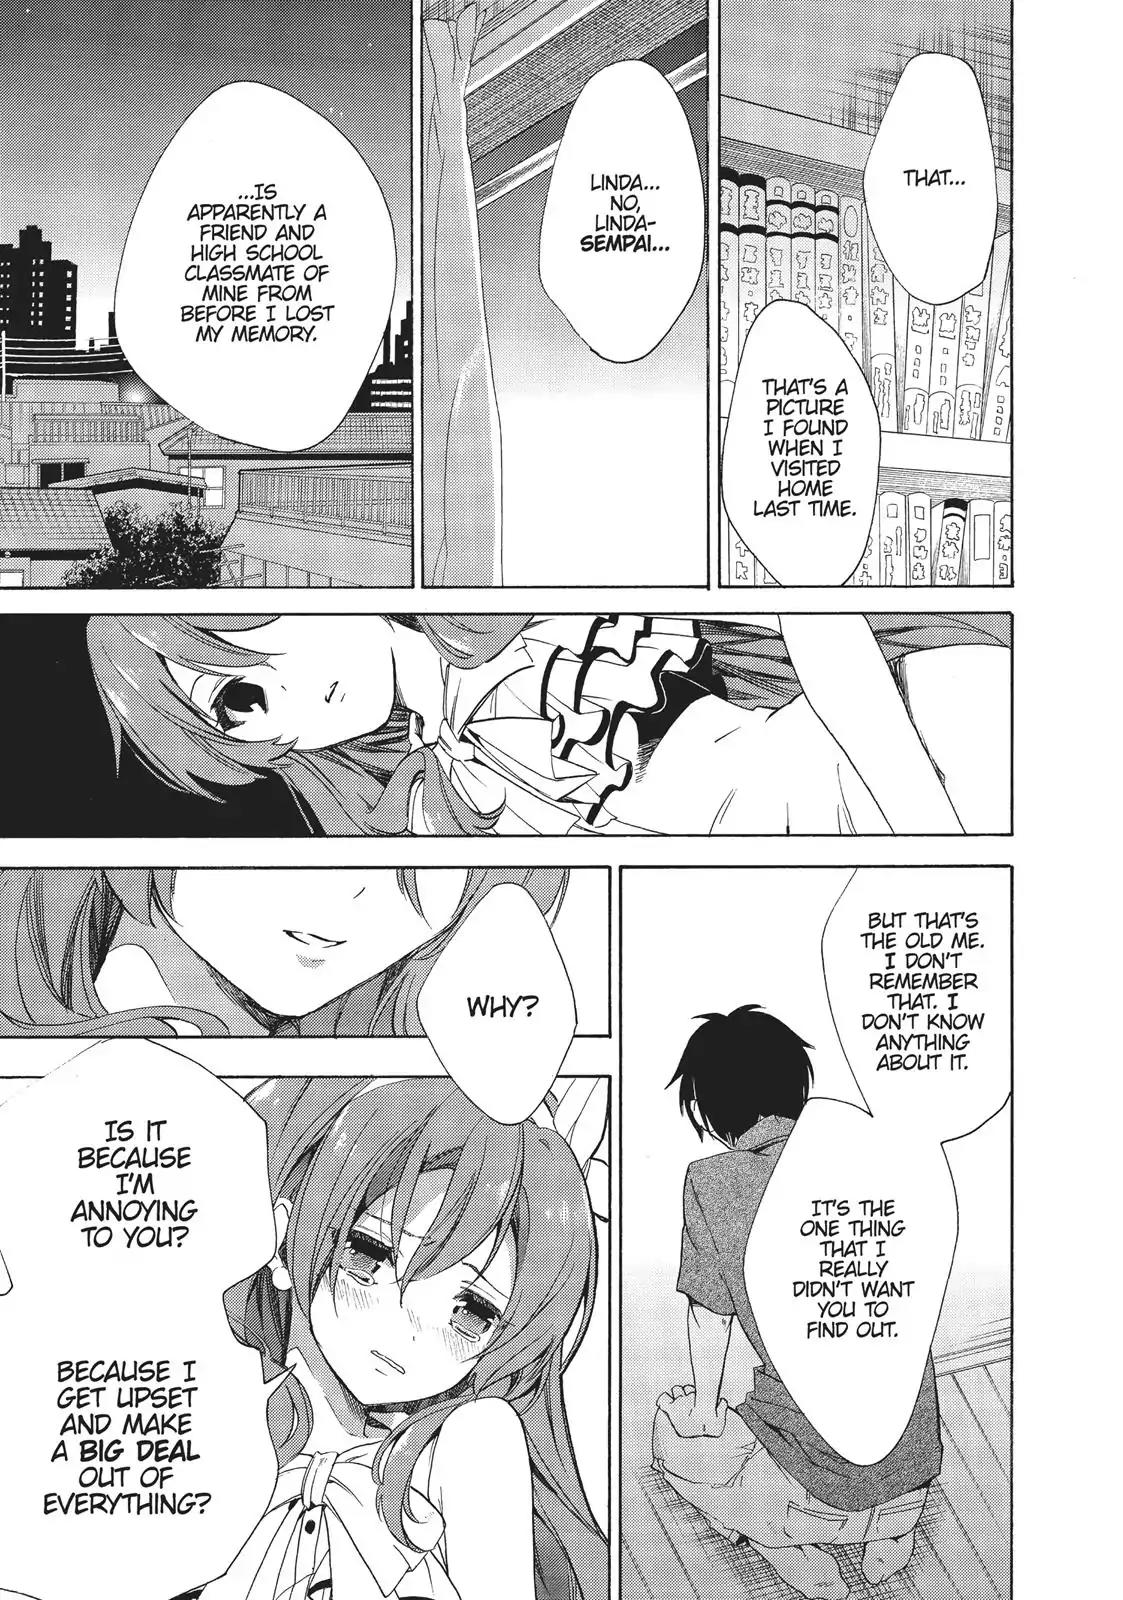 THAT...
THAT'S A
PICTURE
I FOUND
WHEN I
VISITED
HOME
LAST TIME.
LINDA...
NO,
LINDA-
SEMPAI...
...IS
APPARENTLY A
FRIEND AND
HIGH SCHOOL
CLASSMATE OF
MINE FROM
BEFORE I LOST
MY MEMORY.
BUT THAT'S
THE OLD ME.
I DON'T
REMEMBER
THAT. I
DON'T KNOW
ANYTHING
ABOUT IT.
IT'S THE
ONE THING
THAT I
REALLY
DIDN'T WANT
YOU TO
FIND OUT.
WHY?
IS IT
BECAUSE
I'M
ANNOYING
TO YOU?
BECAUSE I
GET UPSET
AND MAKE
A BIG DEAL
OUT OF
EVERYTHING?